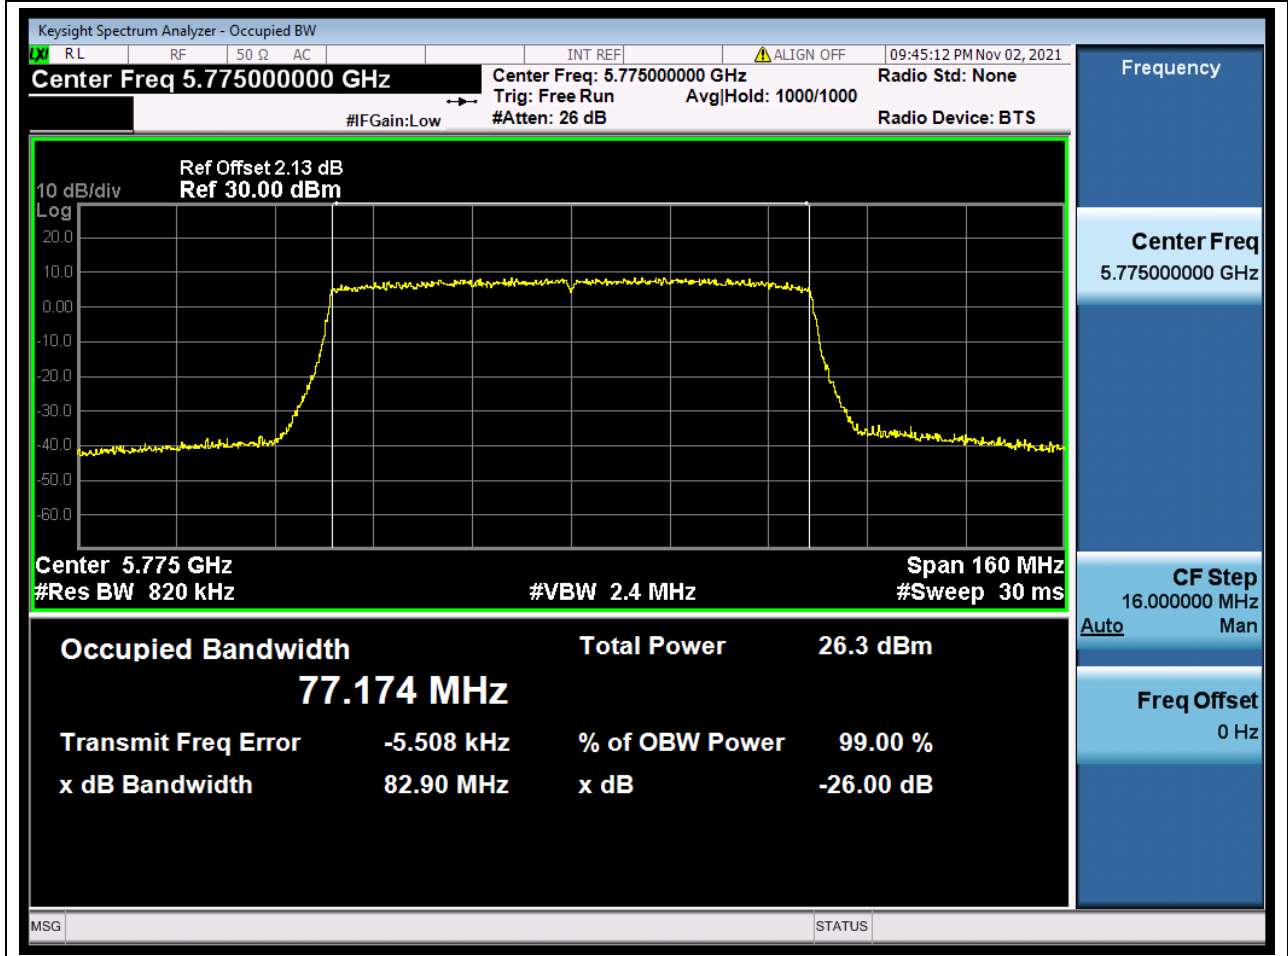 Keysight Spectrum Analyzer - Occupied BW
LXI RL RF 50 Ω AC INT REF ALIGN OFF 09:45:12 PM Nov 02, 2021
Center Freq 5.775000000 GHz
Center Freq: 5.775000000 GHz Radio Std: None
Trig: Free Run Avg|Hold: 1000/1000
#IFGain:Low #Atten: 26 dB Radio Device: BTS
Ref Offset 2.13 dB
10 dB/div Ref 30.00 dBm
Log
20.0
10.0
0.00
-10.0
-20.0
-30.0
-40.0
-50.0
-60.0
Center 5.775 GHz Span 160 MHz
#Res BW 820 kHz #VBW 2.4 MHz #Sweep 30 ms
Occupied Bandwidth Total Power 26.3 dBm
77.174 MHz
Transmit Freq Error -5.508 kHz % of OBW Power 99.00 %
x dB Bandwidth 82.90 MHz x dB -26.00 dB
MSG STATUS
Frequency
Center Freq
5.775000000 GHz
CF Step
16.000000 MHz
Auto Man
Freq Offset
0 Hz